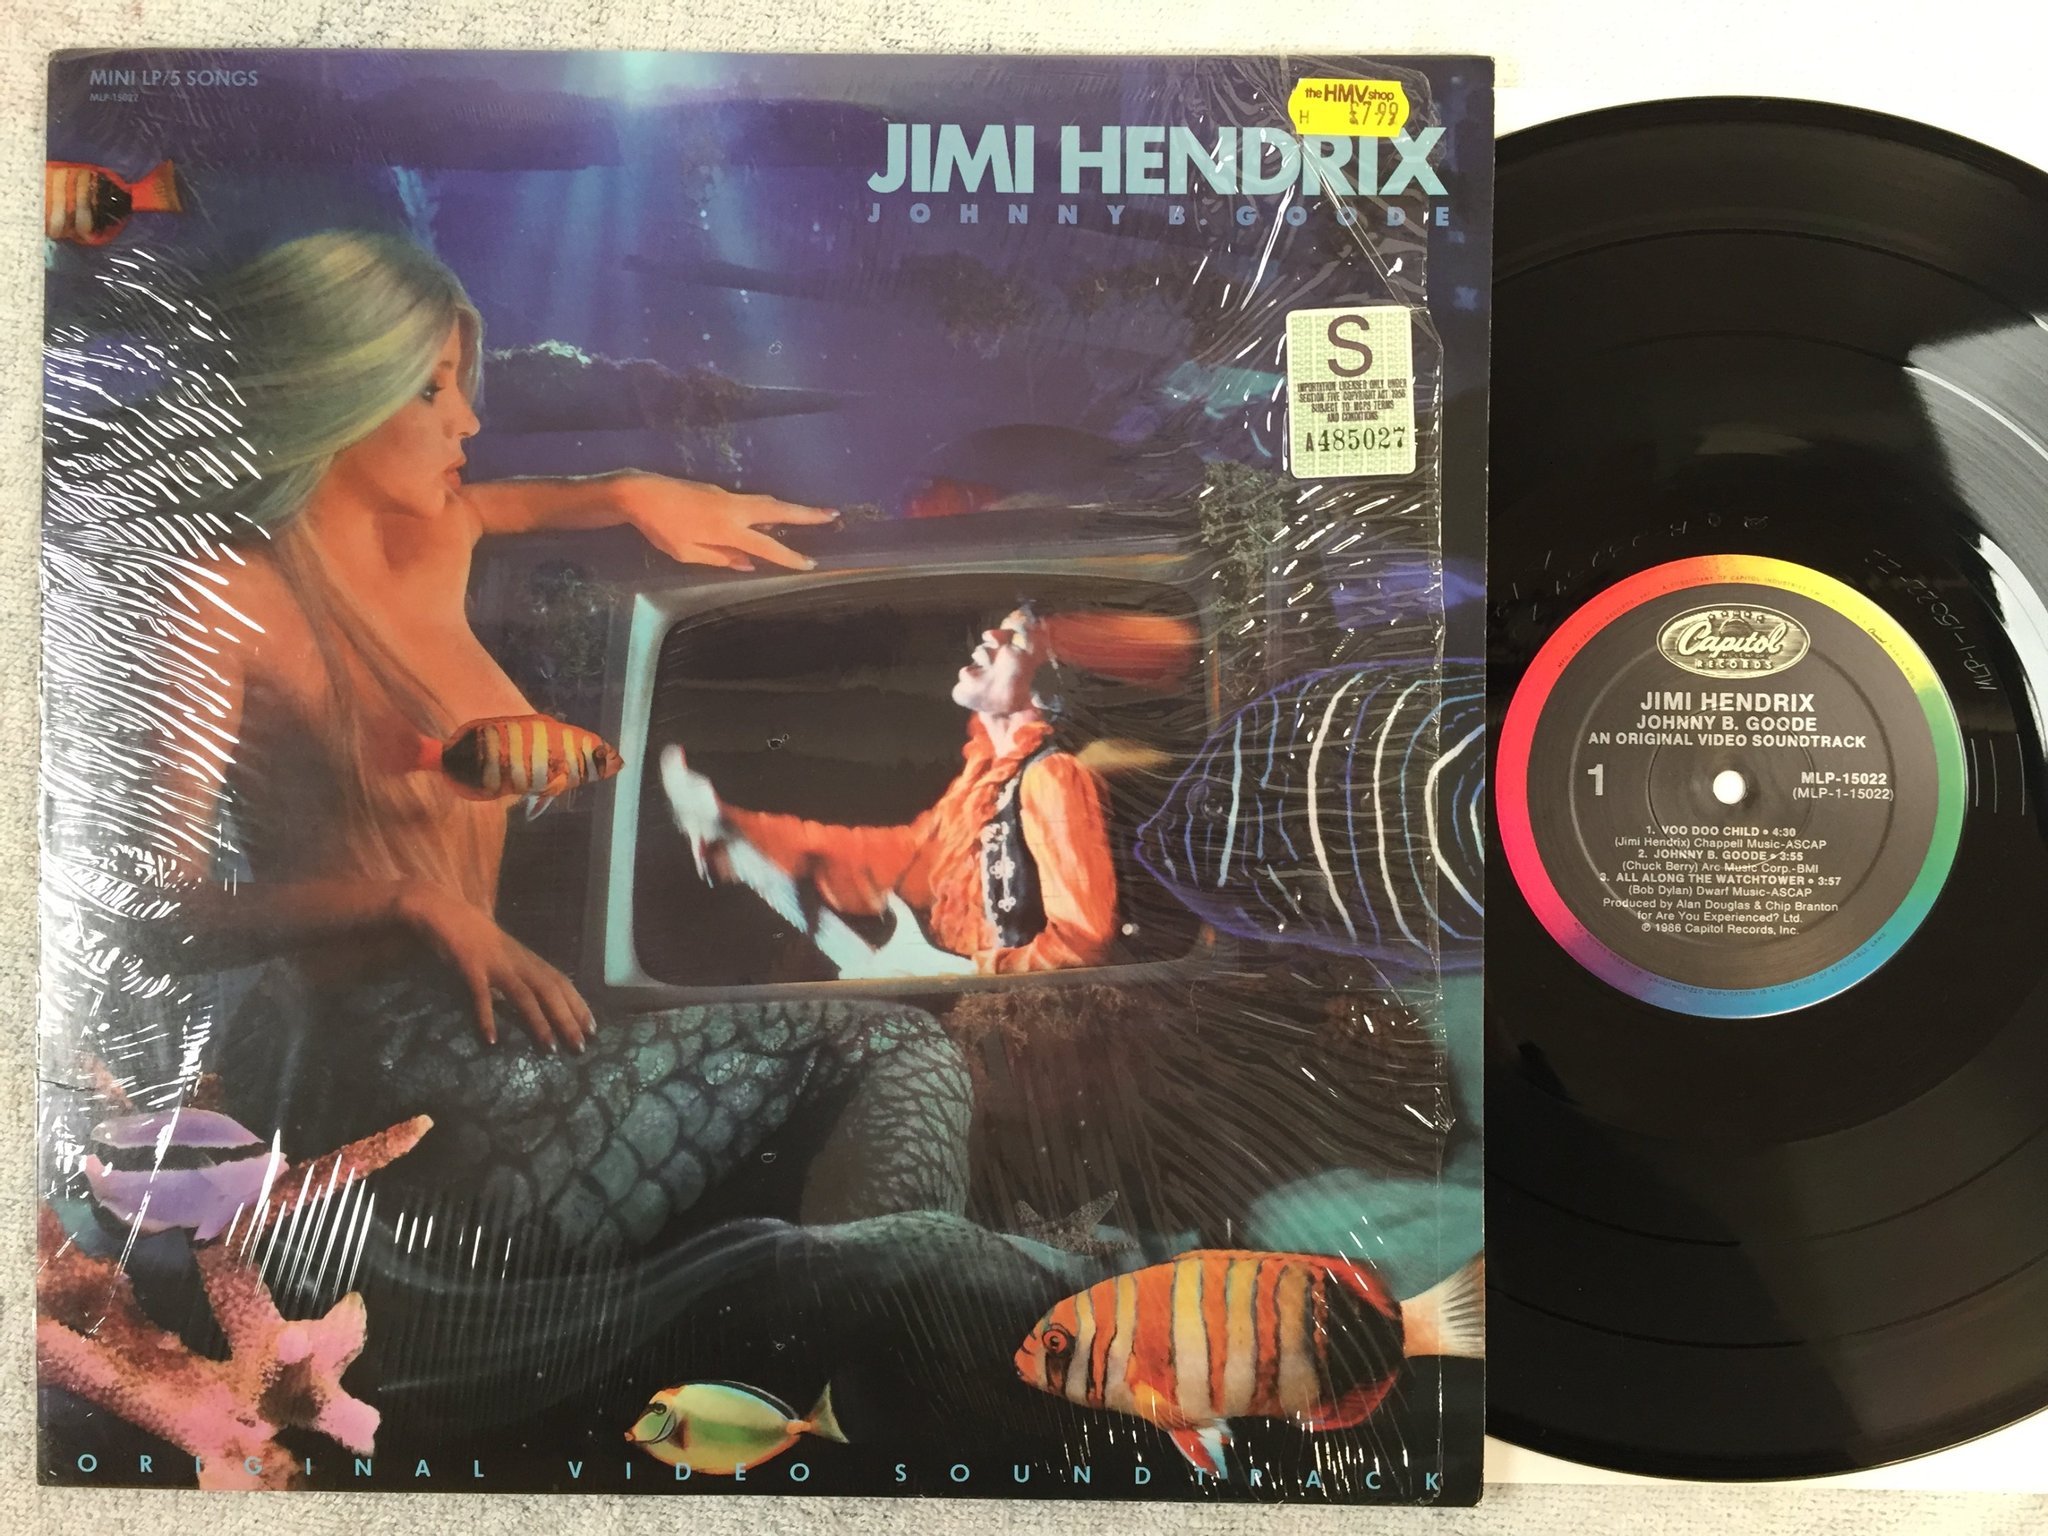 MINI LP/5 SONGS
MLP-15022
the HMV shop
H £7.99
JIMI HENDRIX
JOHNNY B. GOODE
S
IMPORTATION LICENSED ONLY UNDER
SECTION FIVE COPYRIGHT ACT 1956
SUBJECT TO MCPS TERMS
AND CONDITIONS
A485027
ORIGINAL VIDEO SOUNDTRACK
MLP-1-15022
Capitol
RECORDS
JIMI HENDRIX
JOHNNY B. GOODE
AN ORIGINAL VIDEO SOUNDTRACK
1
MLP-15022
(MLP-1-15022)
1. VOO DOO CHILD • 4:30
(Jimi Hendrix) Chappell Music-ASCAP
2. JOHNNY B. GOODE • 3:55
(Chuck Berry) Arc Music Corp.-BMI
3. ALL ALONG THE WATCHTOWER • 3:57
(Bob Dylan) Dwarf Music-ASCAP
Produced by Alan Douglas & Chip Branton
for Are You Experienced? Ltd.
℗ 1986 Capitol Records, Inc.